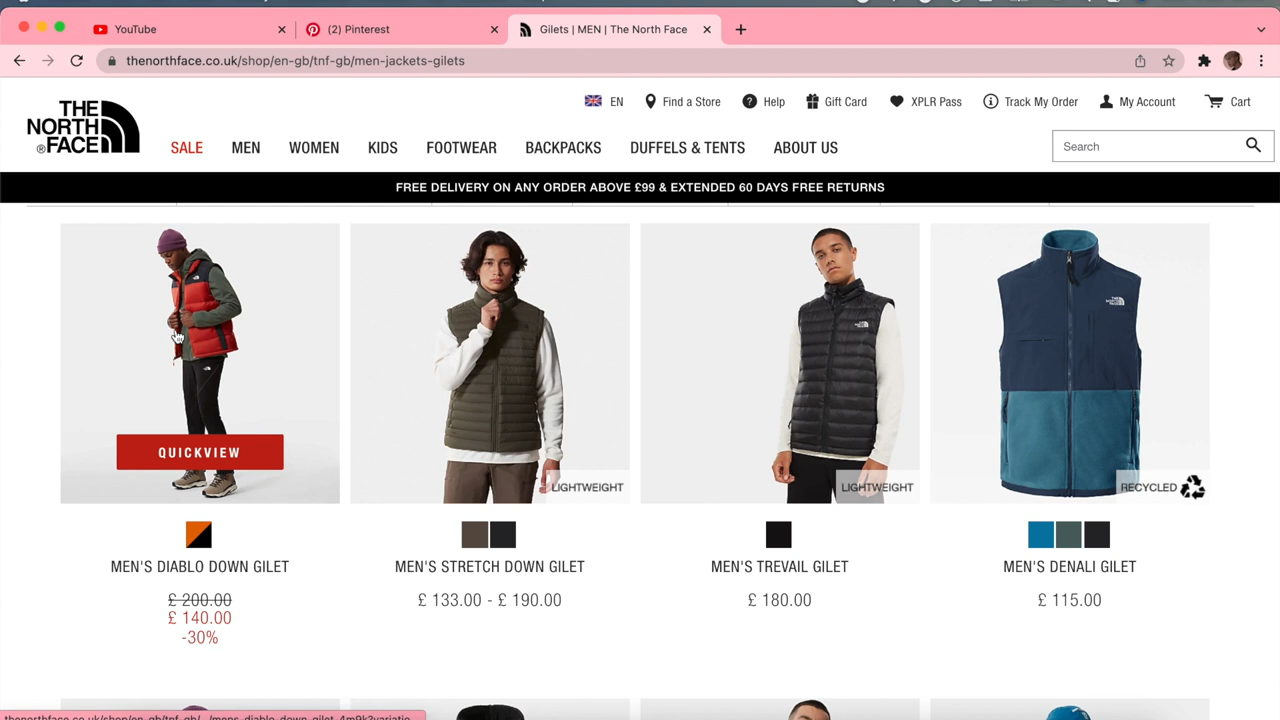 YouTube
(2) Pinterest
Gilets | MEN | The North Face
thenorthface.co.uk/shop/en-gb/tnf-gb/men-jackets-gilets
EN
Find a Store
Help
Gift Card
XPLR Pass
Track My Order
My Account
Cart
THE
NORTH
®FACE
SALE
MEN
WOMEN
KIDS
FOOTWEAR
BACKPACKS
DUFFELS & TENTS
ABOUT US
Search
FREE DELIVERY ON ANY ORDER ABOVE £99 & EXTENDED 60 DAYS FREE RETURNS
QUICKVIEW
LIGHTWEIGHT
LIGHTWEIGHT
RECYCLED
MEN'S DIABLO DOWN GILET
£ 200.00
£ 140.00
-30%
MEN'S STRETCH DOWN GILET
£ 133.00 - £ 190.00
MEN'S TREVAIL GILET
£ 180.00
MEN'S DENALI GILET
£ 115.00